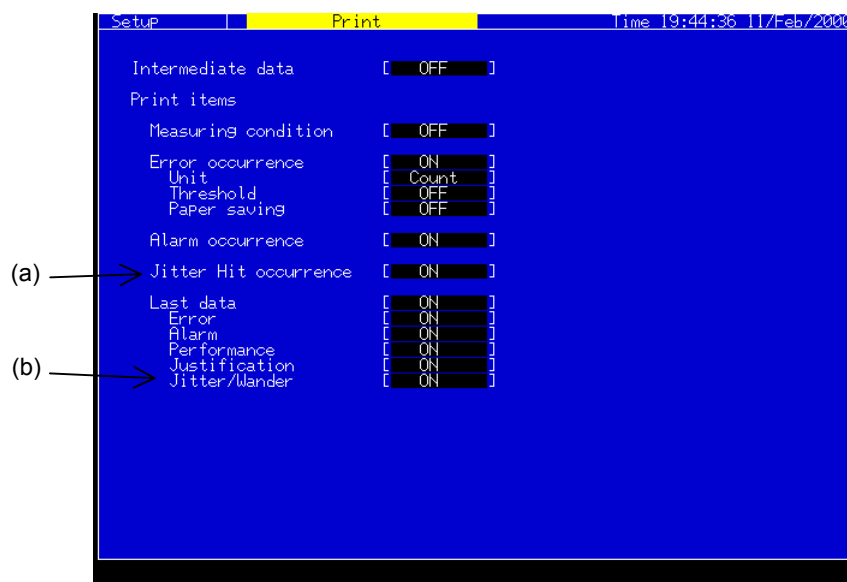 Setup Print Time 19:44:36 11/Feb/2000
Intermediate data [ OFF ]
Print items
Measuring condition [ OFF ]
Error occurrence [ ON ]
Unit [ Count ]
Threshold [ OFF ]
Paper saving [ OFF ]
Alarm occurrence [ ON ]
(a) Jitter Hit occurrence [ ON ]
Last data [ ON ]
Error [ ON ]
Alarm [ ON ]
Performance [ ON ]
Justification [ ON ]
(b) Jitter/Wander [ ON ]